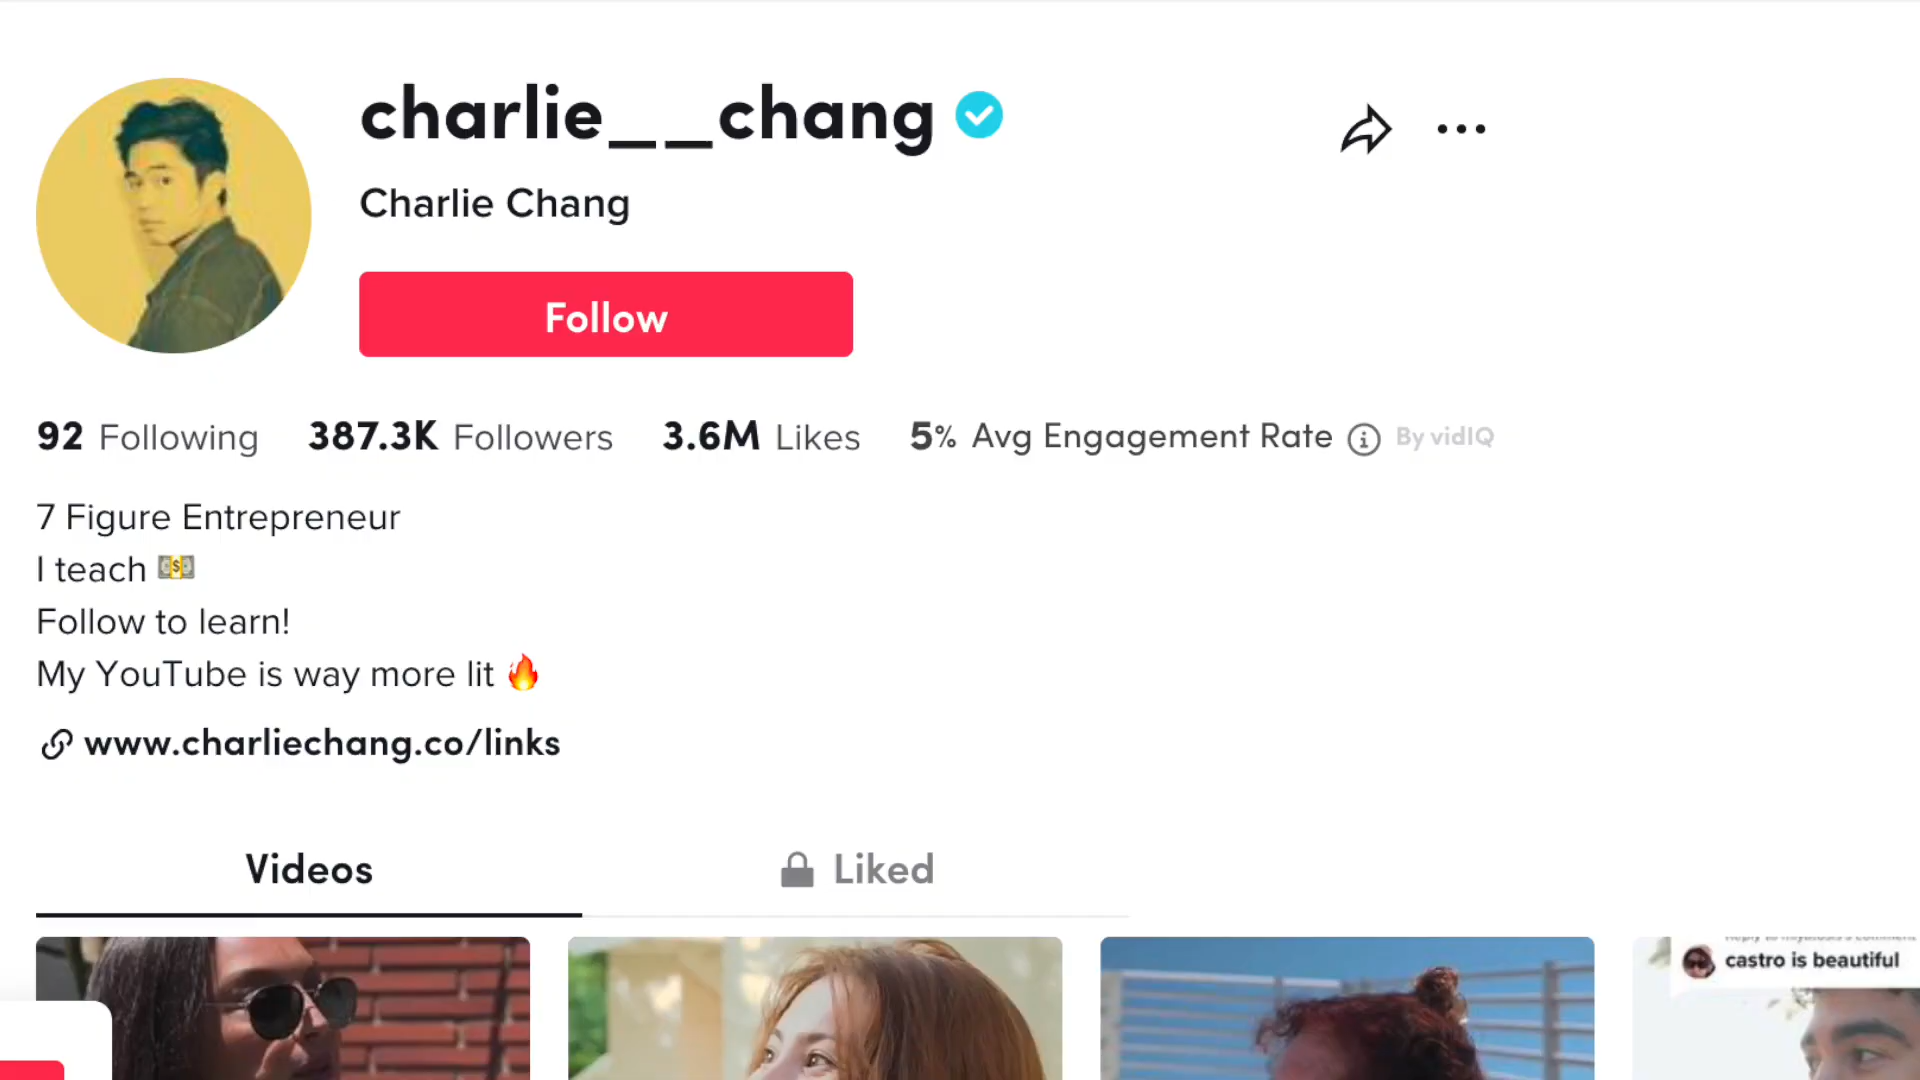 charlie__chang
Charlie Chang
Follow
92 Following 387.3K Followers 3.6M Likes 5% Avg Engagement Rate By vidIQ
7 Figure Entrepreneur
I teach 💵
Follow to learn!
My YouTube is way more lit 🔥
www.charliechang.co/links
Videos Liked
castro is beautiful